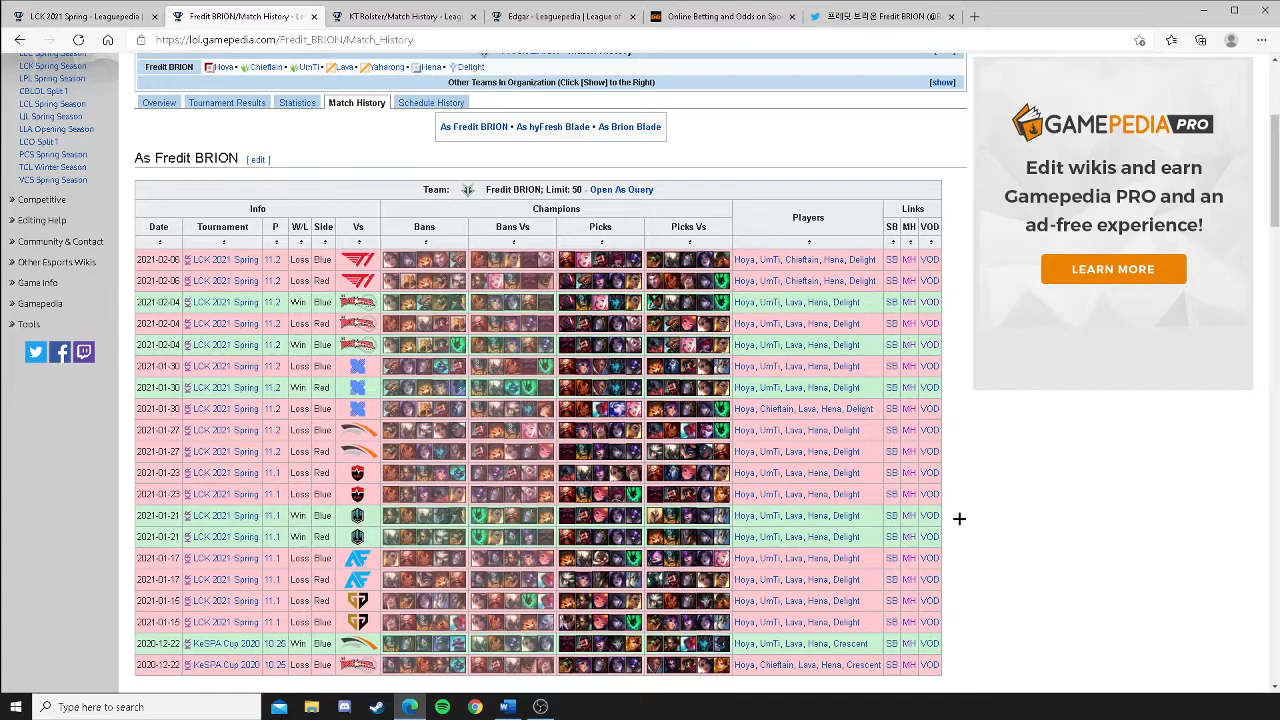 LCK 2021 Spring - Leaguepedia |
Fredit BRION/Match History - Le
KT Rolster/Match History - Leag
Edgar - Leaguepedia | League of
Online Betting and Odds on Spo
프레딧 브리온 Fredit BRION (@B
https://lol.gamepedia.com/Fredit_BRION/Match_History
LCK Spring Season
LPL Spring Season
CBLOL Split 1
LCL Spring Season
LJL Spring Season
LLA Opening Season
LCO Split 1
PCS Spring Season
TCL Winter Season
VCS Spring Season
Competitive
Editing Help
Community & Contact
Other Esports Wikis
Game Info
Gamepedia
Tools
Fredit BRION Hoya • Chieftain • UmTi • Lava • Yaharong • Hena • Delight
Other Teams In Organization (Click [Show] to the Right) [show]
Overview Tournament Results Statistics Match History Schedule History
As Fredit BRION • As hyFresh Blade • As Brion Blade
As Fredit BRION [ edit ]
Team: Fredit BRION; Limit: 50 - Open As Query
Info Champions Players Links
Date Tournament P W/L Side Vs Bans Bans Vs Picks Picks Vs SB MH VOD
2021-02-06 LCK 2021 Spring 11.2 Loss Blue Hoya, UmTi, Chieftain, Hena, Delight SB MH VOD
2021-02-06 LCK 2021 Spring 11.2 Loss Red Hoya, UmTi, Chieftain, Hena, Delight SB MH VOD
2021-02-04 LCK 2021 Spring 11.2 Win Blue Hoya, UmTi, Lava, Hena, Delight SB MH VOD
2021-02-04 LCK 2021 Spring 11.2 Loss Red Hoya, UmTi, Lava, Hena, Delight SB MH VOD
2021-02-04 LCK 2021 Spring 11.2 Win Blue Hoya, UmTi, Lava, Hena, Delight SB MH VOD
2021-01-30 LCK 2021 Spring 11.2 Loss Blue Hoya, UmTi, Lava, Hena, Delight SB MH VOD
2021-01-30 LCK 2021 Spring 11.2 Win Red Hoya, UmTi, Lava, Hena, Delight SB MH VOD
2021-01-30 LCK 2021 Spring 11.2 Loss Blue Hoya, Chieftain, Lava, Hena, Delight SB MH VOD
2021-01-27 LCK 2021 Spring 11.2 Loss Blue Hoya, UmTi, Lava, Hena, Delight SB MH VOD
2021-01-27 LCK 2021 Spring 11.2 Loss Red Hoya, UmTi, Lava, Hena, Delight SB MH VOD
2021-01-23 LCK 2021 Spring 11.1 Loss Red Hoya, UmTi, Lava, Hena, Delight SB MH VOD
2021-01-23 LCK 2021 Spring 11.1 Loss Blue Hoya, UmTi, Lava, Hena, Delight SB MH VOD
2021-01-21 LCK 2021 Spring 11.1 Win Blue Hoya, UmTi, Lava, Hena, Delight SB MH VOD
2021-01-21 LCK 2021 Spring 11.1 Win Red Hoya, UmTi, Lava, Hena, Delight SB MH VOD
2021-01-17 LCK 2021 Spring 11.1 Loss Blue Hoya, UmTi, Lava, Hena, Delight SB MH VOD
2021-01-17 LCK 2021 Spring 11.1 Loss Red Hoya, UmTi, Lava, Hena, Delight SB MH VOD
2021-01-15 LCK 2021 Spring 11.1 Loss Red Hoya, UmTi, Lava, Hena, Delight SB MH VOD
2021-01-15 LCK 2021 Spring 11.1 Loss Blue Hoya, UmTi, Lava, Hena, Delight SB MH VOD
2020-12-22 KeSPA Cup 2020 10.25 Win Blue Hoya, UmTi, Lava, Hena, Crescent SB MH VOD
2020-12-22 KeSPA Cup 2020 10.25 Loss Blue Hoya, Chieftain, Lava, Hena, Crescent SB MH VOD
GAMEPEDIA PRO
Edit wikis and earn
Gamepedia PRO and an
ad-free experience!
LEARN MORE
Type here to search